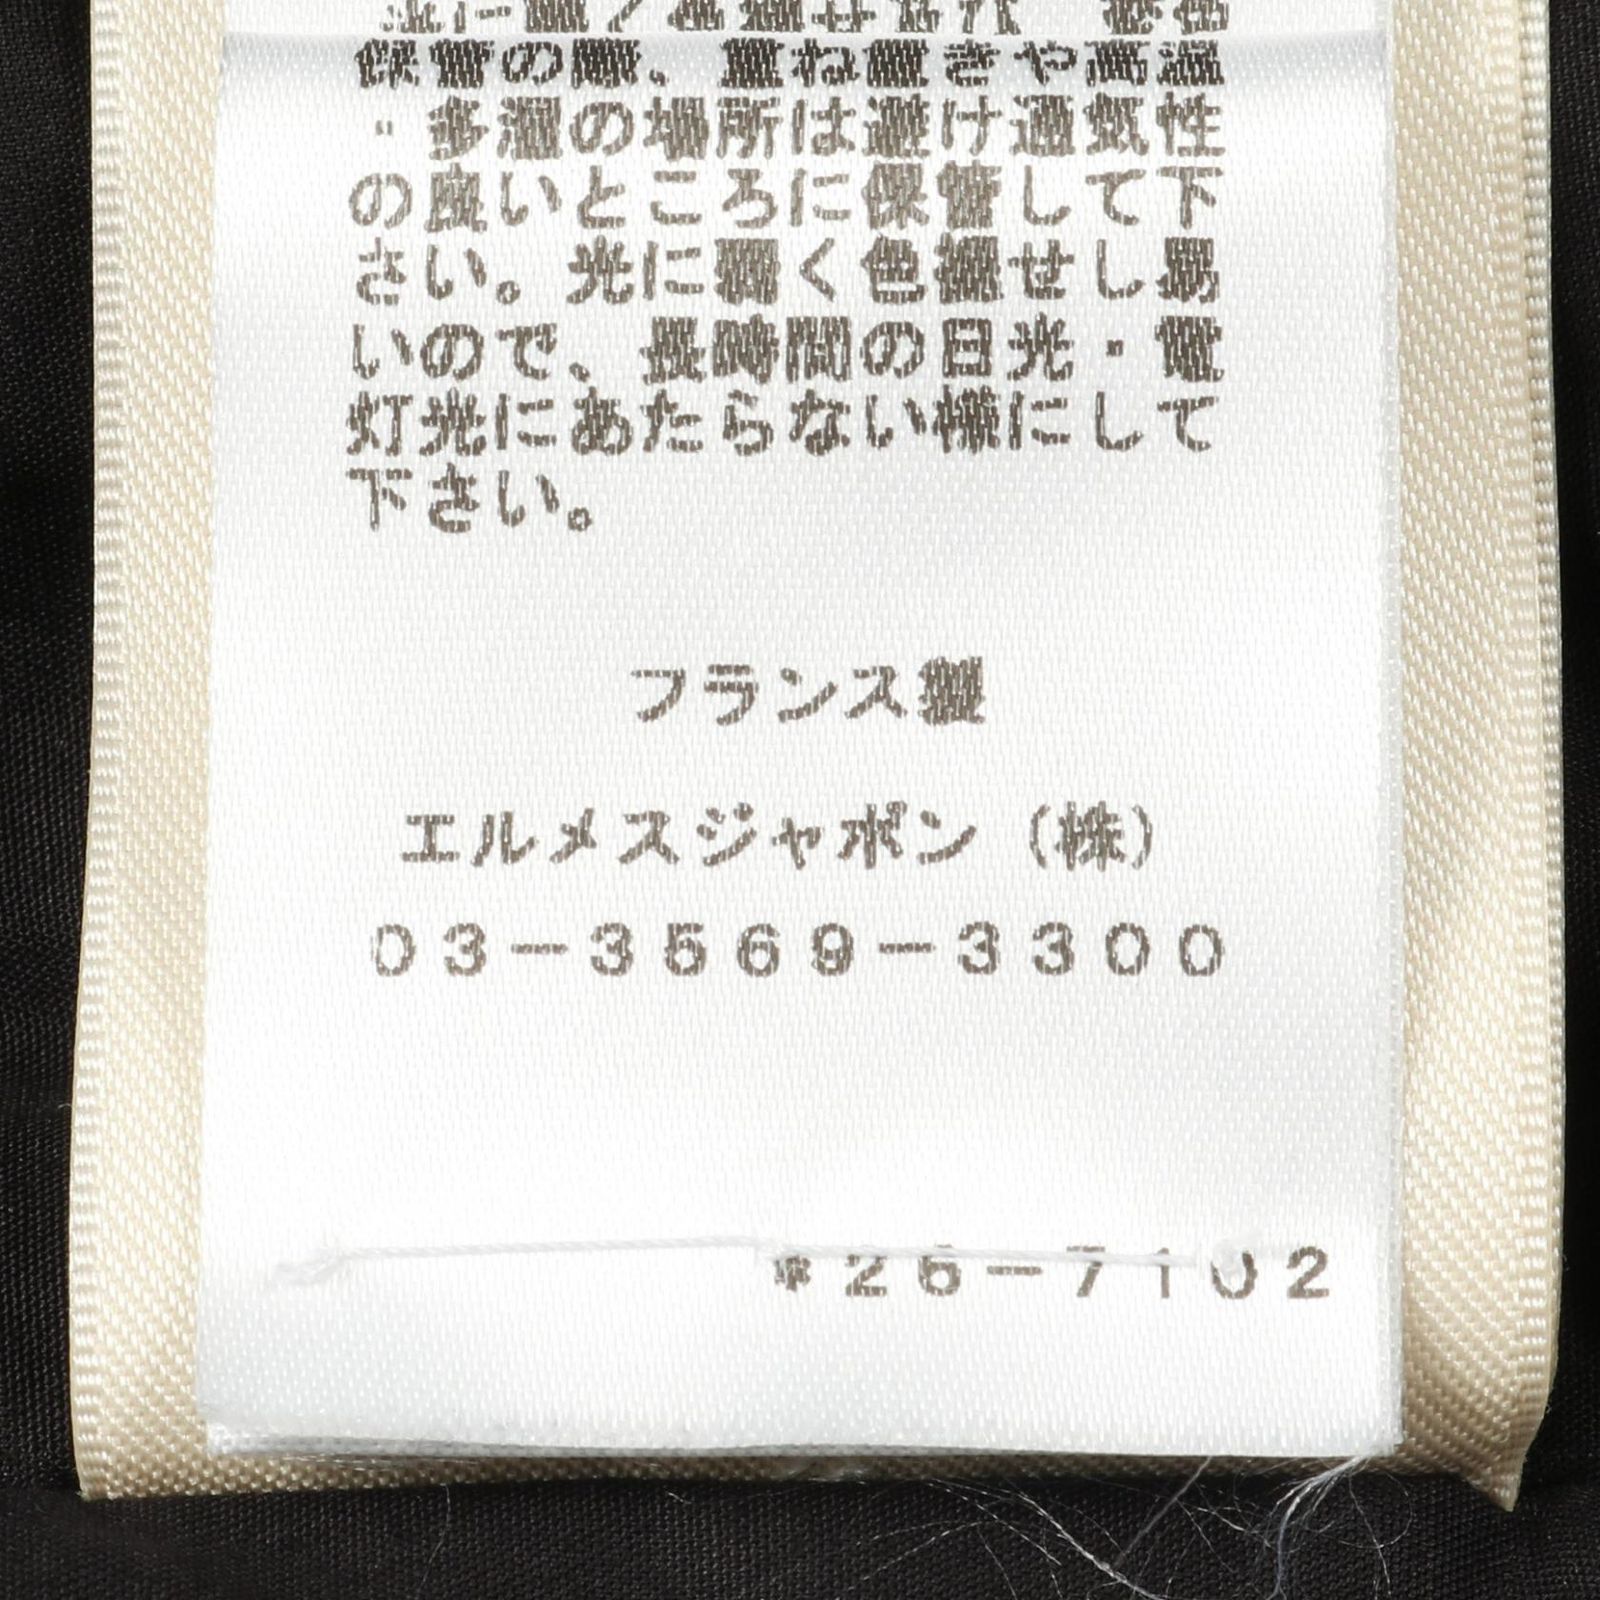 保管の際、重ね置きや高温
・多湿の場所は避け通気性
の良いところに保管して下
さい。光に弱く色褪せし易
いので、長時間の日光・電
灯光にあたらない様にして
下さい。
フランス製
エルメスジャポン（株）
03-3569-3300
*26-7102